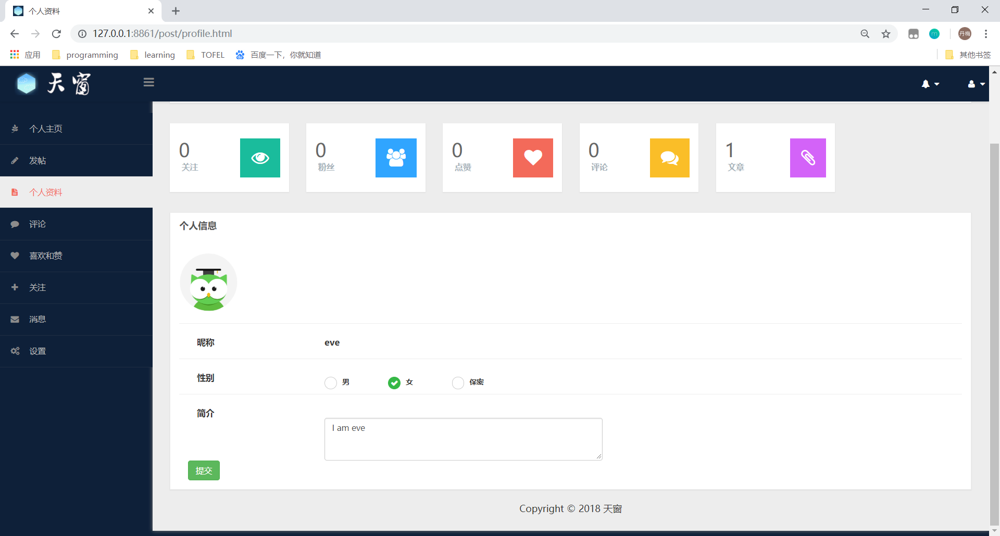 个人资料
127.0.0.1:8861/post/profile.html
丹梅
应用 programming learning TOFEL 百度一下，你就知道 其他书签
天窗
个人主页
发帖
个人资料
评论
喜欢和赞
关注
消息
设置
0 关注
0 粉丝
0 点赞
0 评论
1 文章
个人信息
昵称 eve
性别 男 女 保密
简介
I am eve
提交
Copyright © 2018 天窗